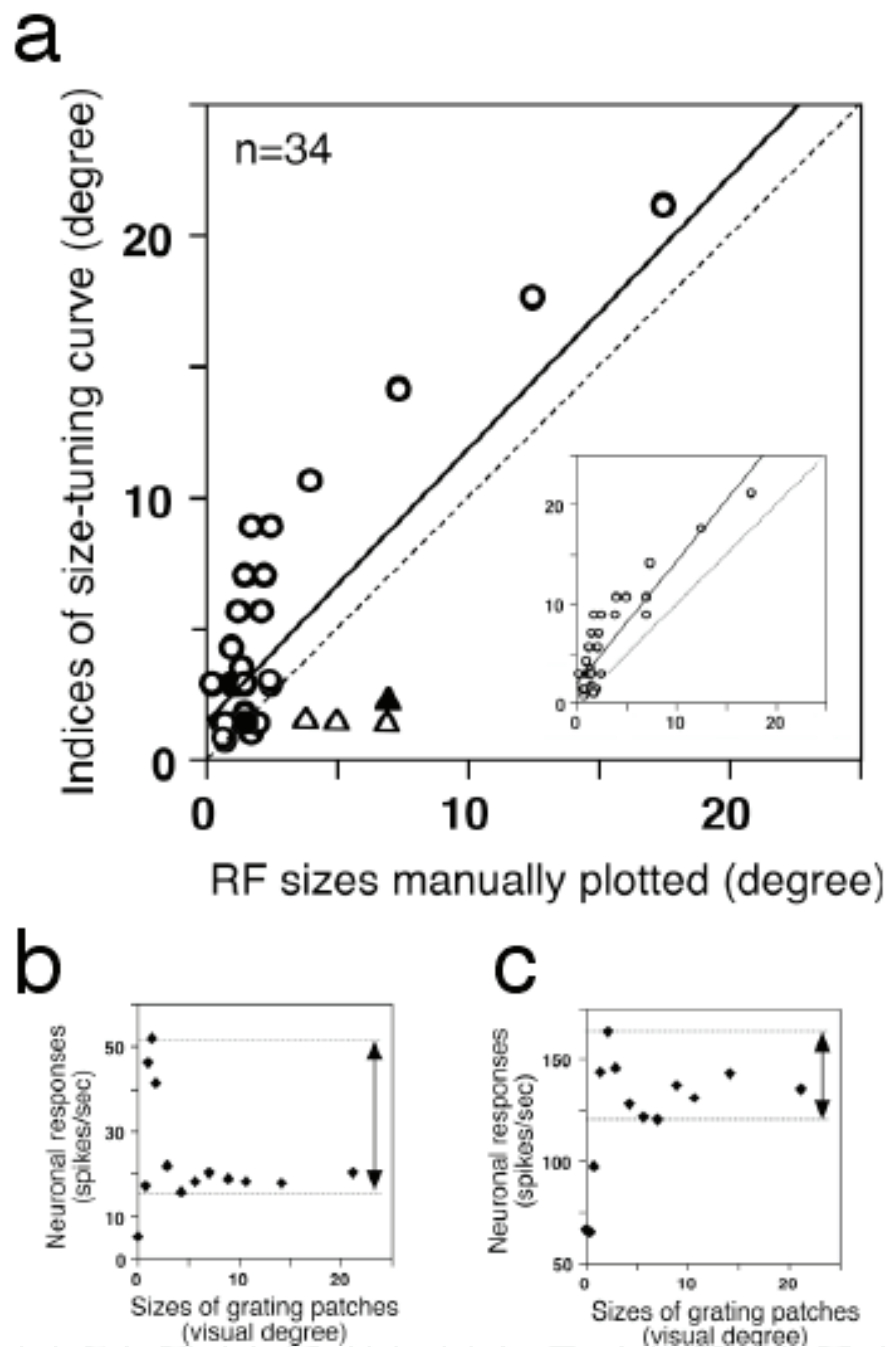 a
n=34
Indices of size-tuning curve (degree)
20
10
0
0 10 20
RF sizes manually plotted (degree)
20
10
0
0 10 20
b
Neuronal responses
(spikes/sec)
50
30
10
0
0 10 20
Sizes of grating patches
(visual degree)
c
Neuronal responses
(spikes/sec)
150
100
50
0 10 20
Sizes of grating patches
(visual degree)